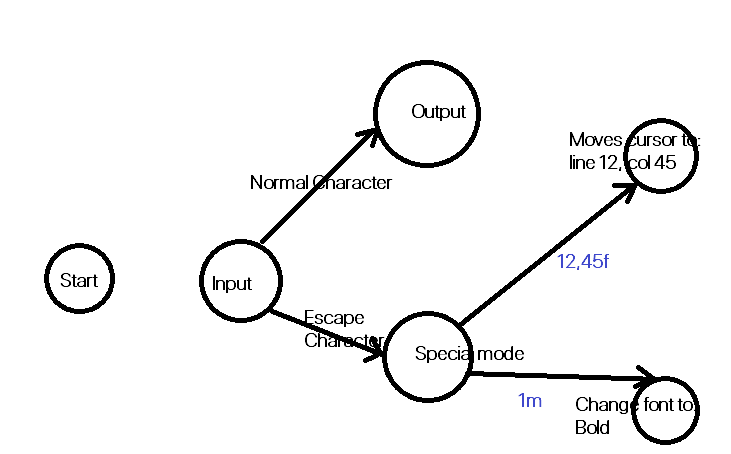 Output
Moves cursor to:
line 12, col 45
Normal Character
12,45f
Start
Input
Escape
Character
Special mode
1m
Change font to
Bold